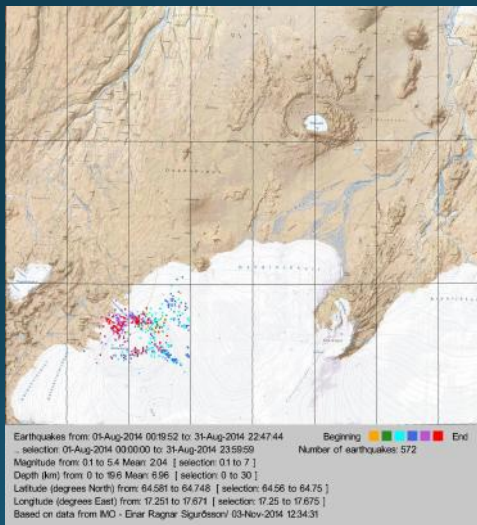 Earthquakes from: 01-Aug-2014 00:19:52 to: 31-Aug-2014 22:47:44
Beginning End
... selection: 01-Aug-2014 00:00:00 to: 31-Aug-2014 23:59:59
Number of earthquakes: 572
Magnitude from: 0.1 to 5.4 Mean: 2.04 [ selection: 0.1 to 7 ]
Depth (km) from: 0 to 19.6 Mean: 6.96 [ selection: 0 to 30 ]
Latitude (degrees North) from: 64.581 to 64.748 [ selection: 64.56 to 64.75 ]
Longitude (degrees East) from: 17.251 to 17.671 [ selection: 17.25 to 17.675 ]
Based on data from IMO - Einar Ragnar Sigurðsson/ 03-Nov-2014 12:34:31